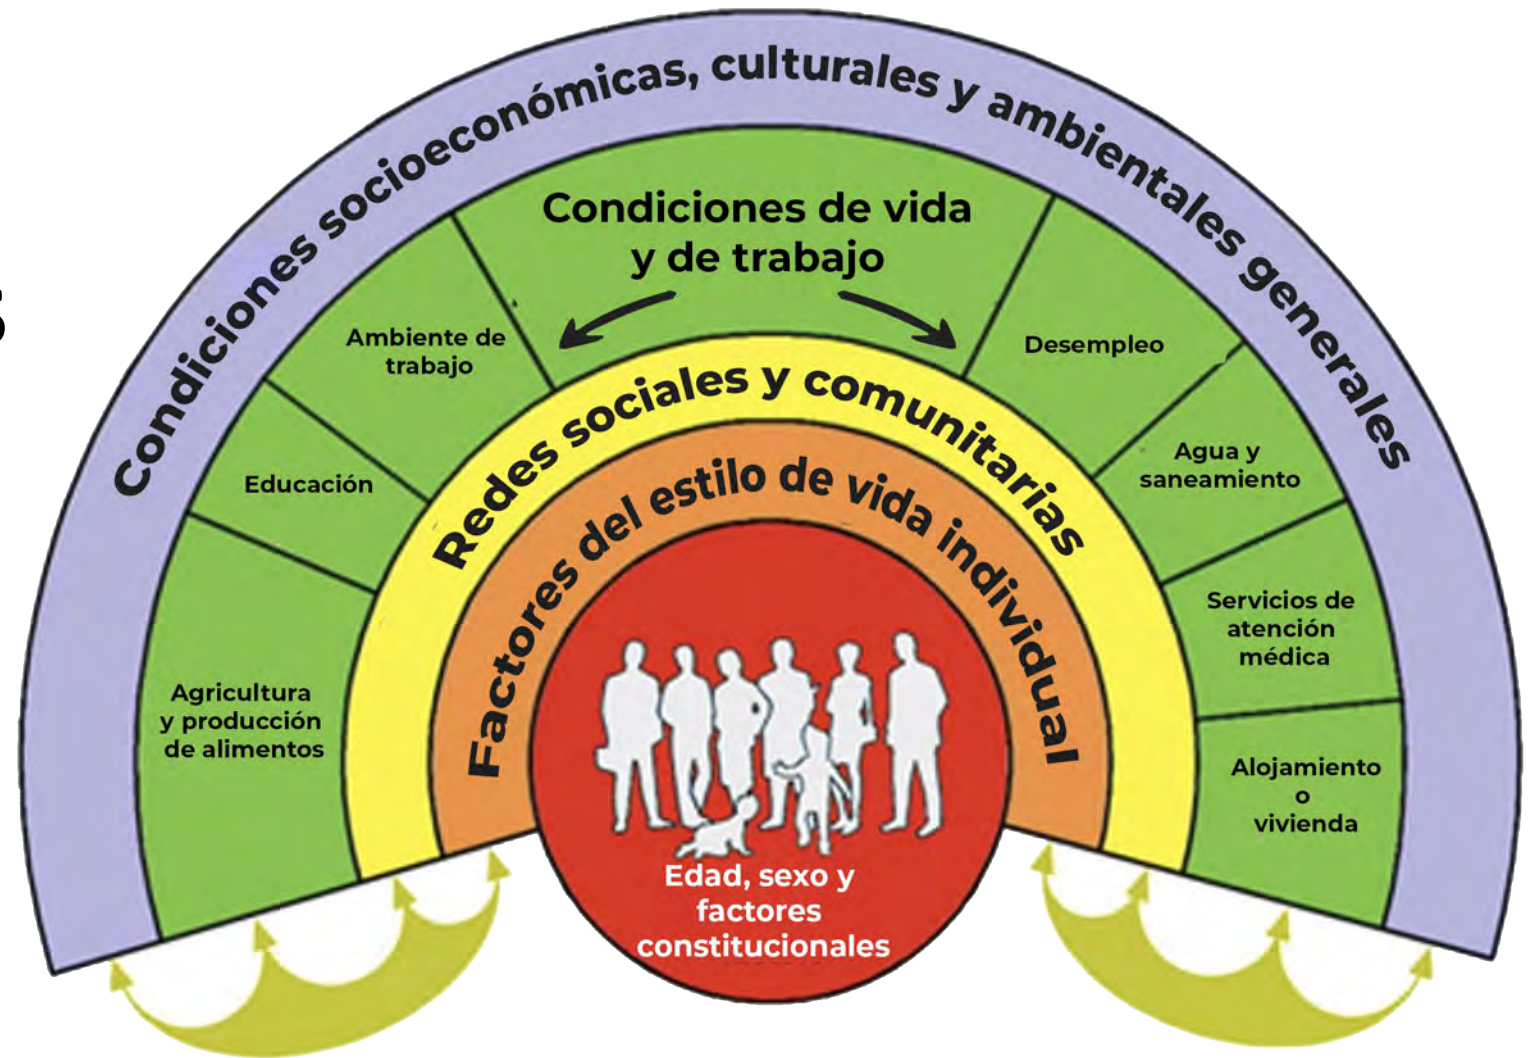 Condiciones socioeconómicas, culturales y ambientales generales
Condiciones de vida
y de trabajo
Agricultura
y producción
de alimentos
Educación
Ambiente de
trabajo
Desempleo
Agua y
saneamiento
Servicios de
atención
médica
Alojamiento
o
vivienda
Redes sociales y comunitarias
Factores del estilo de vida individual
Edad, sexo y
factores
constitucionales